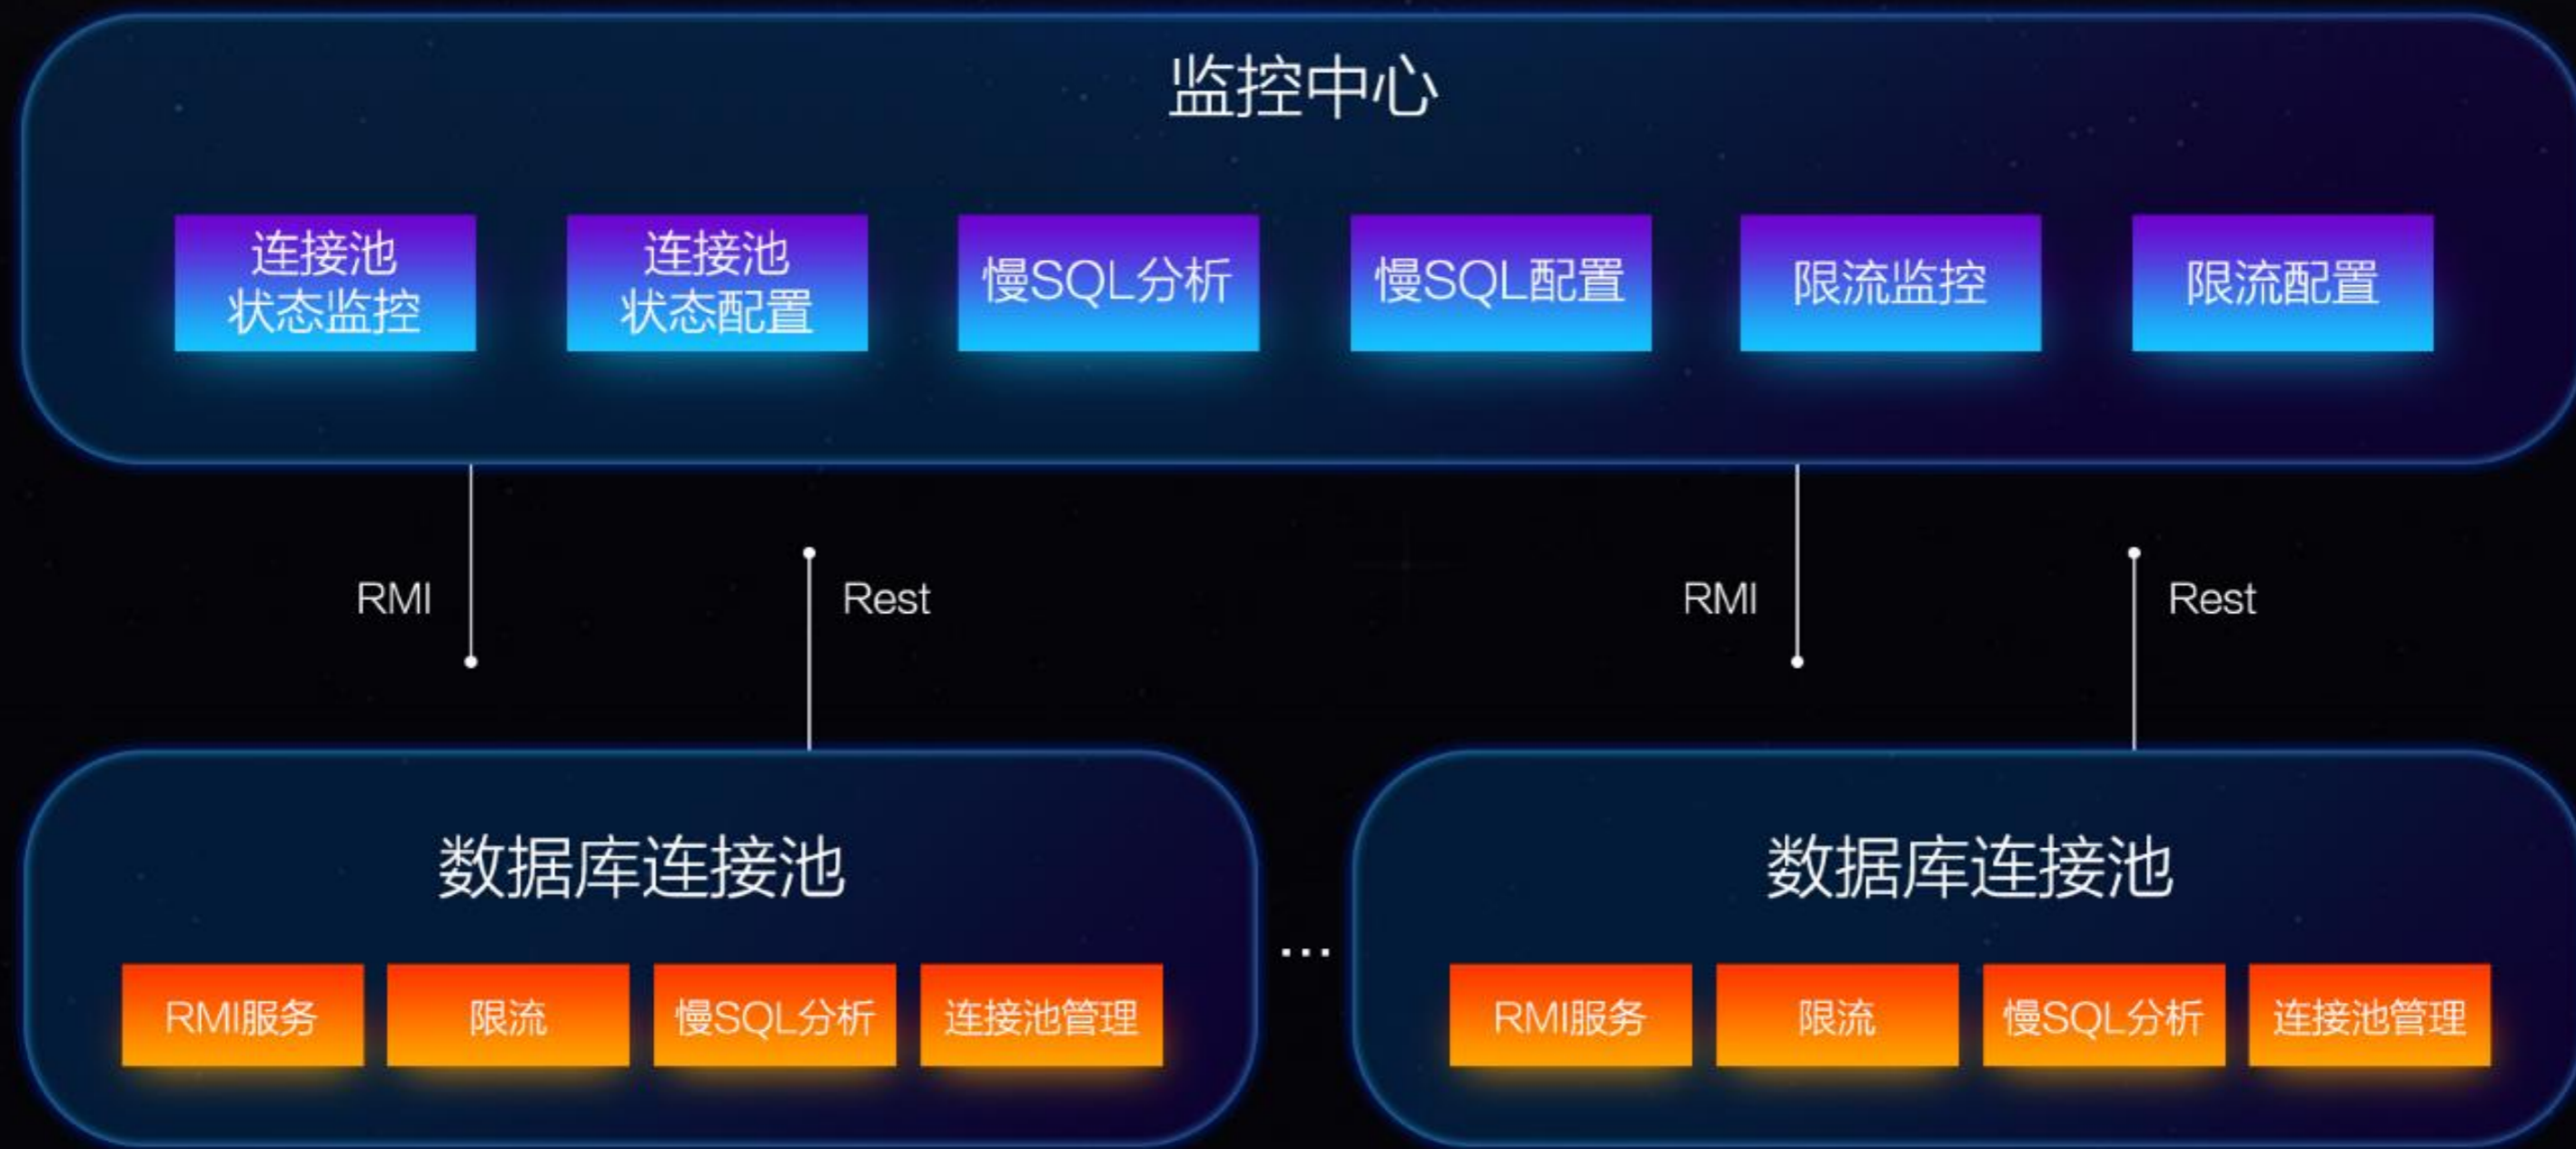 监控中心
连接池
状态监控
连接池
状态配置
慢SQL分析
慢SQL配置
限流监控
限流配置
RMI
Rest
RMI
Rest
数据库连接池
RMI服务
限流
慢SQL分析
连接池管理
...
数据库连接池
RMI服务
限流
慢SQL分析
连接池管理